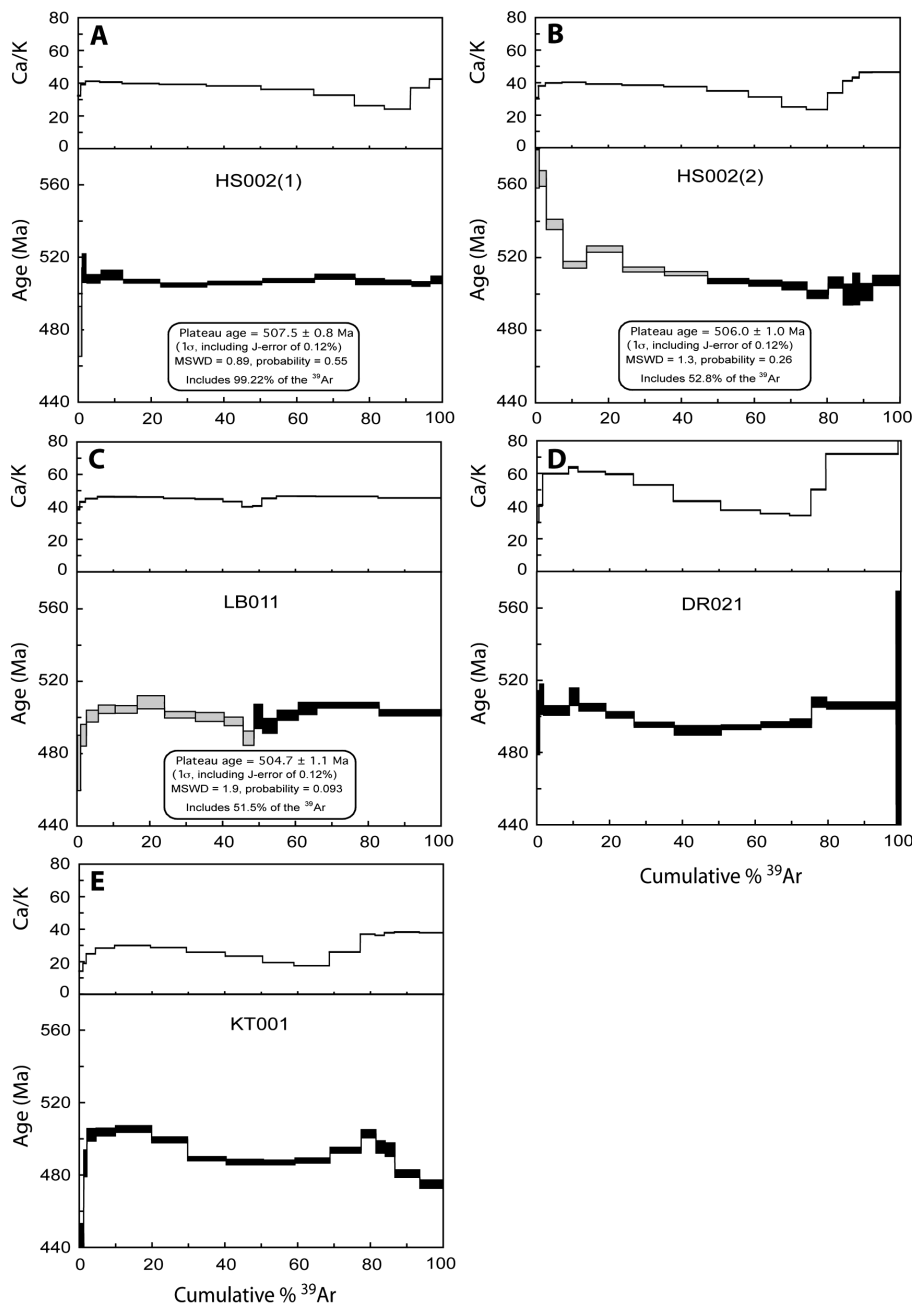 A
Ca/K
80
60
40
20
0
HS002(1)
Age (Ma)
560
520
480
440
Plateau age = 507.5 ± 0.8 Ma
(1σ, including J-error of 0.12%)
MSWD = 0.89, probability = 0.55
Includes 99.22% of the ³⁹Ar
0 20 40 60 80 100
B
Ca/K
80
60
40
20
0
HS002(2)
Age (Ma)
560
520
480
440
Plateau age = 506.0 ± 1.0 Ma
(1σ, including J-error of 0.12%)
MSWD = 1.3, probability = 0.26
Includes 52.8% of the ³⁹Ar
0 20 40 60 80 100
C
Ca/K
80
60
40
20
0
LB011
Age (Ma)
560
520
480
440
Plateau age = 504.7 ± 1.1 Ma
(1σ, including J-error of 0.12%)
MSWD = 1.9, probability = 0.093
Includes 51.5% of the ³⁹Ar
0 20 40 60 80 100
D
Ca/K
80
60
40
20
0
DR021
Age (Ma)
560
520
480
440
0 20 40 60 80 100
Cumulative % ³⁹Ar
E
Ca/K
80
60
40
20
0
KT001
Age (Ma)
560
520
480
440
0 20 40 60 80 100
Cumulative % ³⁹Ar